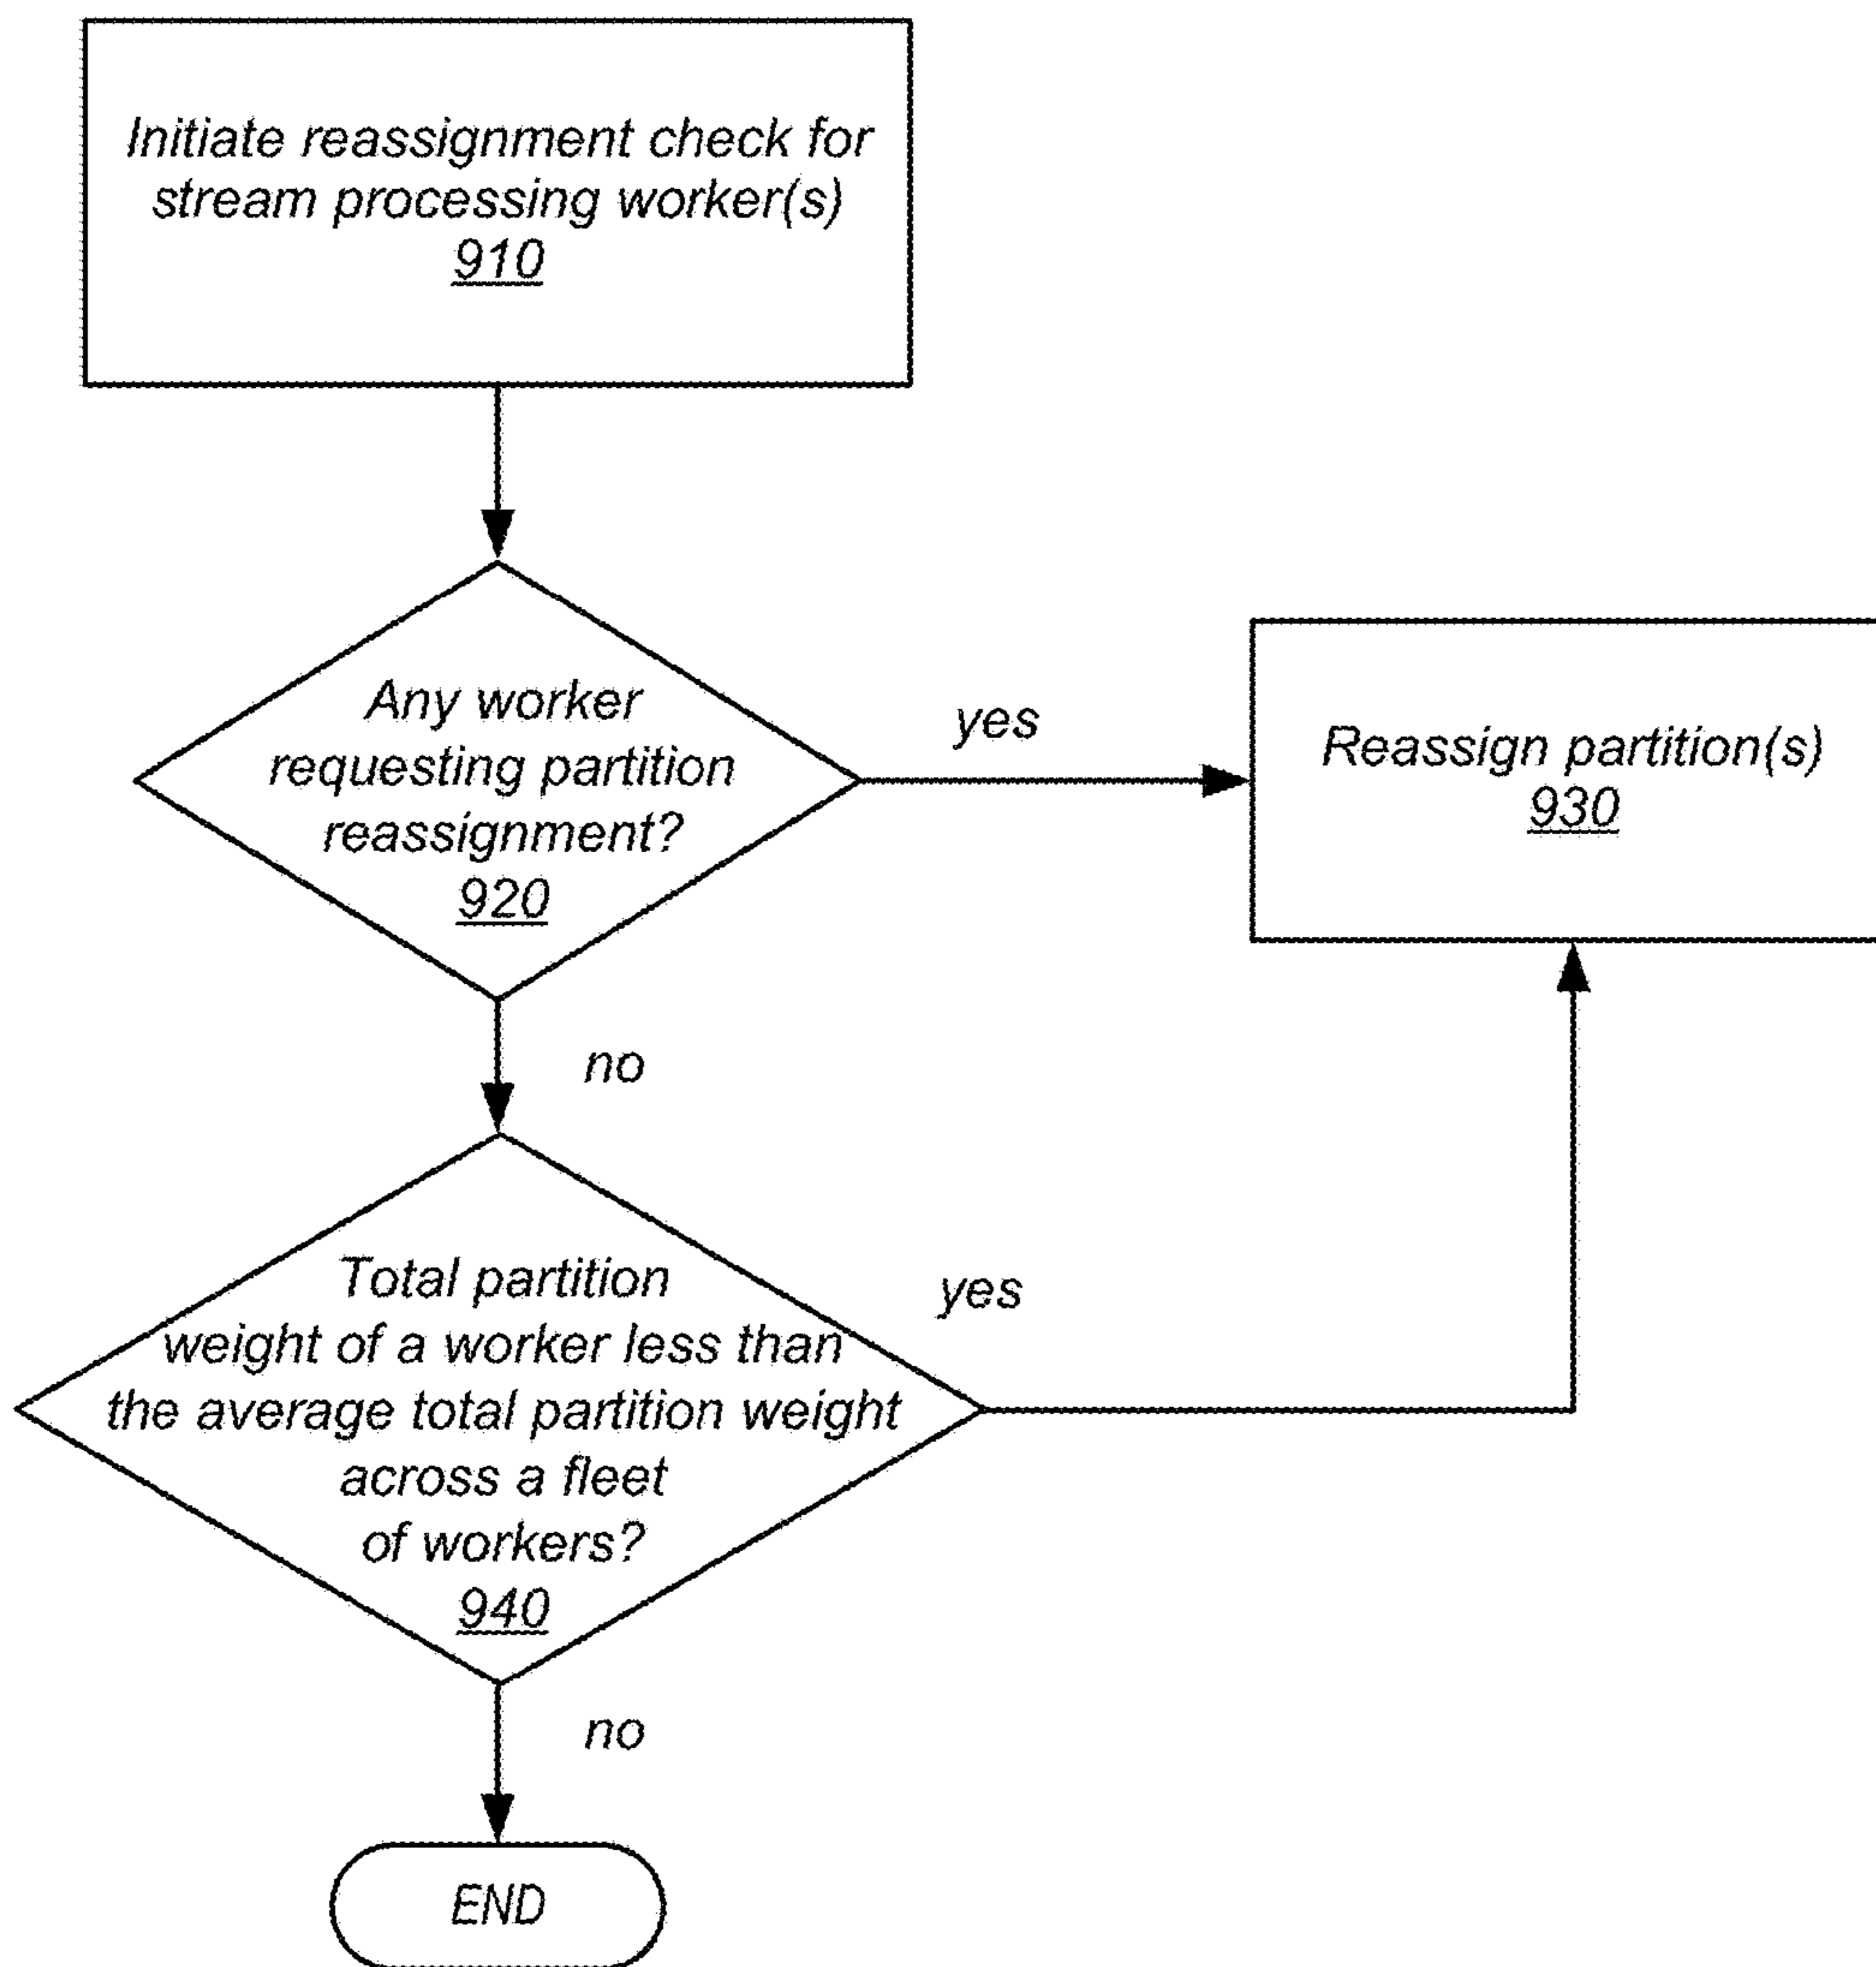 Initiate reassignment check for
stream processing worker(s)
910
Any worker
requesting partition
reassignment?
920
yes
Reassign partition(s)
930
no
Total partition
weight of a worker less than
the average total partition weight
across a fleet
of workers?
940
yes
no
END